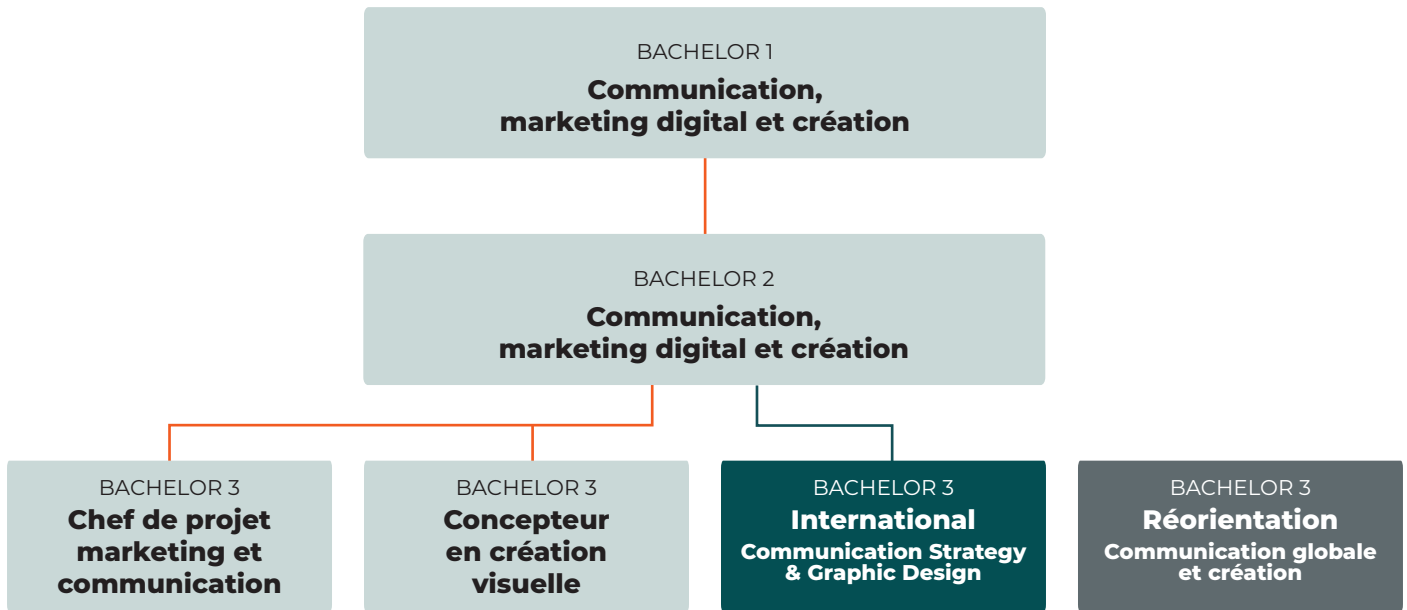 BACHELOR 1
Communication,
marketing digital et création
BACHELOR 2
Communication,
marketing digital et création
BACHELOR 3
Chef de projet
marketing et
communication
BACHELOR 3
Concepteur
en création
visuelle
BACHELOR 3
International
Communication Strategy
& Graphic Design
BACHELOR 3
Réorientation
Communication globale
et création